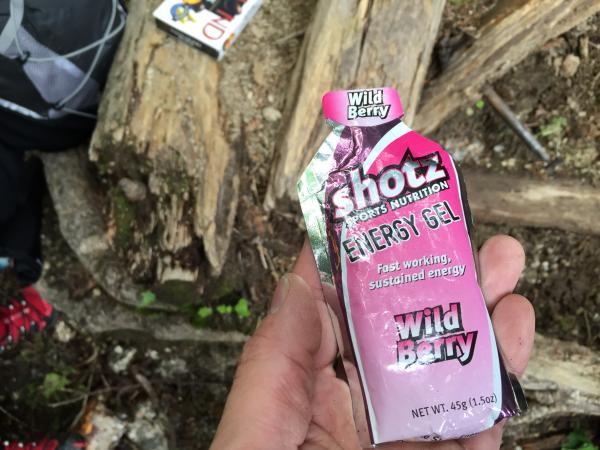 Wild
Berry
shotz
SPORTS NUTRITION
ENERGY GEL
Fast working,
sustained energy
Wild
Berry
NET WT. 45g (1.5oz)